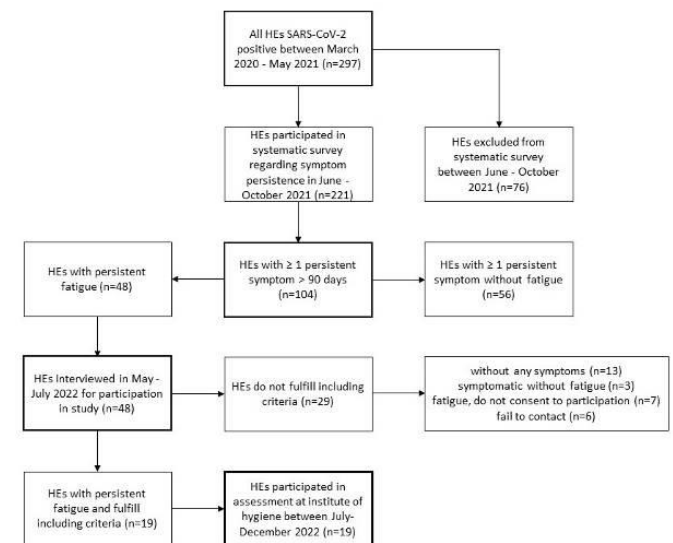 All HEs SARS-CoV-2
positive between March
2020 - May 2021 (n=297)
HEs participated in
systematic survey
regarding symptom
persistence in June -
October 2021 (n=221)
HEs excluded from
systematic survey
between June - October
2021 (n=76)
HEs with persistent
fatigue (n=48)
HEs with ≥ 1 persistent
symptom > 90 days
(n=104)
HEs with ≥ 1 persistent
symptom without fatigue
(n=56)
HEs Interviewed in May -
July 2022 for participation
in study (n=48)
HEs do not fulfill including
criteria (n=29)
without any symptoms (n=13)
symptomatic without fatigue (n=3)
fatigue, do not consent to participation (n=7)
fail to contact (n=6)
HEs with persistent
fatigue and fulfill
including criteria (n=19)
HEs participated in
assessment at institute of
hygiene between July-
December 2022 (n=19)